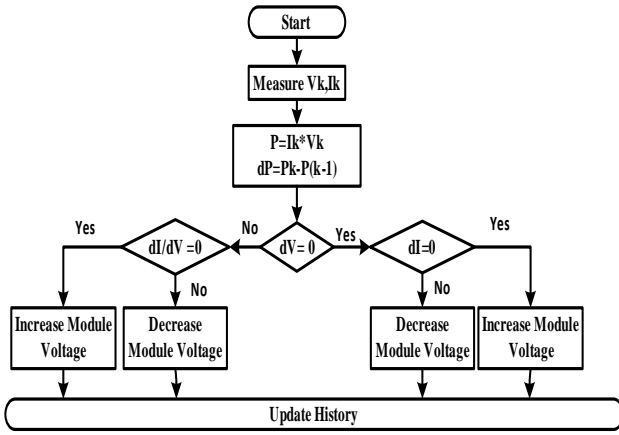 Start
Measure Vk,Ik
P=Ik*Vk
dP=Pk-P(k-1)
Yes
dI/dV =0
No
dV= 0
Yes
dI=0
Yes
No
No
Increase Module
Voltage
Decrease
Module Voltage
Decrease
Module Voltage
Increase Module
Voltage
Update History